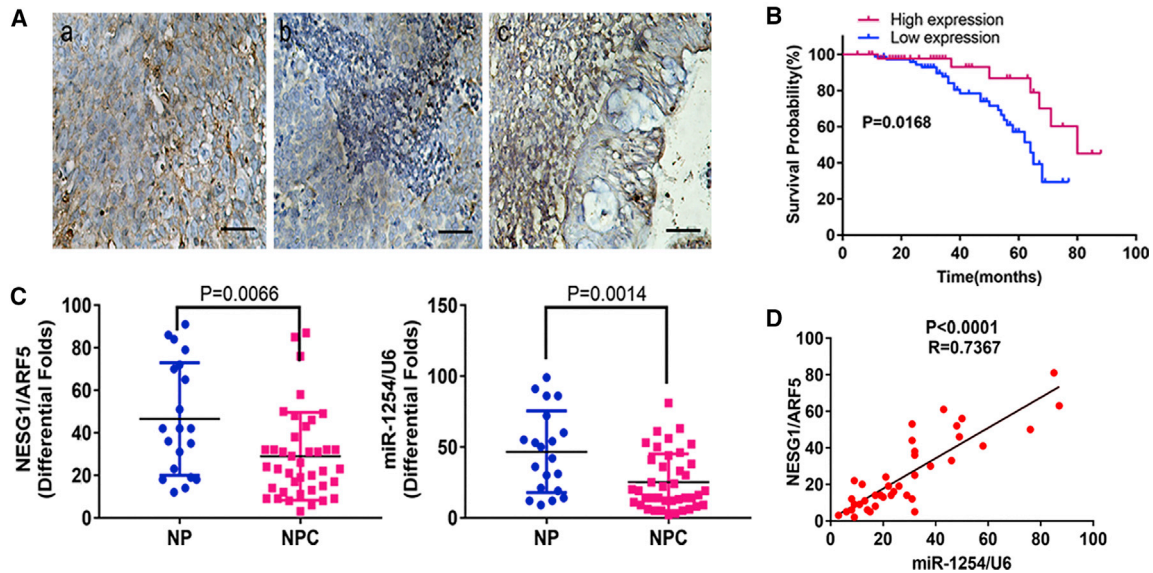 A
a
b
c
B
High expression
Low expression
Survival Probability(%)
100
80
60
40
20
0
P=0.0168
0
20
40
60
80
100
Time(months)
C
P=0.0066
NESG1/ARF5
(Differential Folds)
100
80
60
40
20
0
NP
NPC
P=0.0014
miR-1254/U6
(Differential Folds)
150
100
50
0
NP
NPC
D
P<0.0001
R=0.7367
NESG1/ARF5
100
80
60
40
20
0
0
20
40
60
80
100
miR-1254/U6